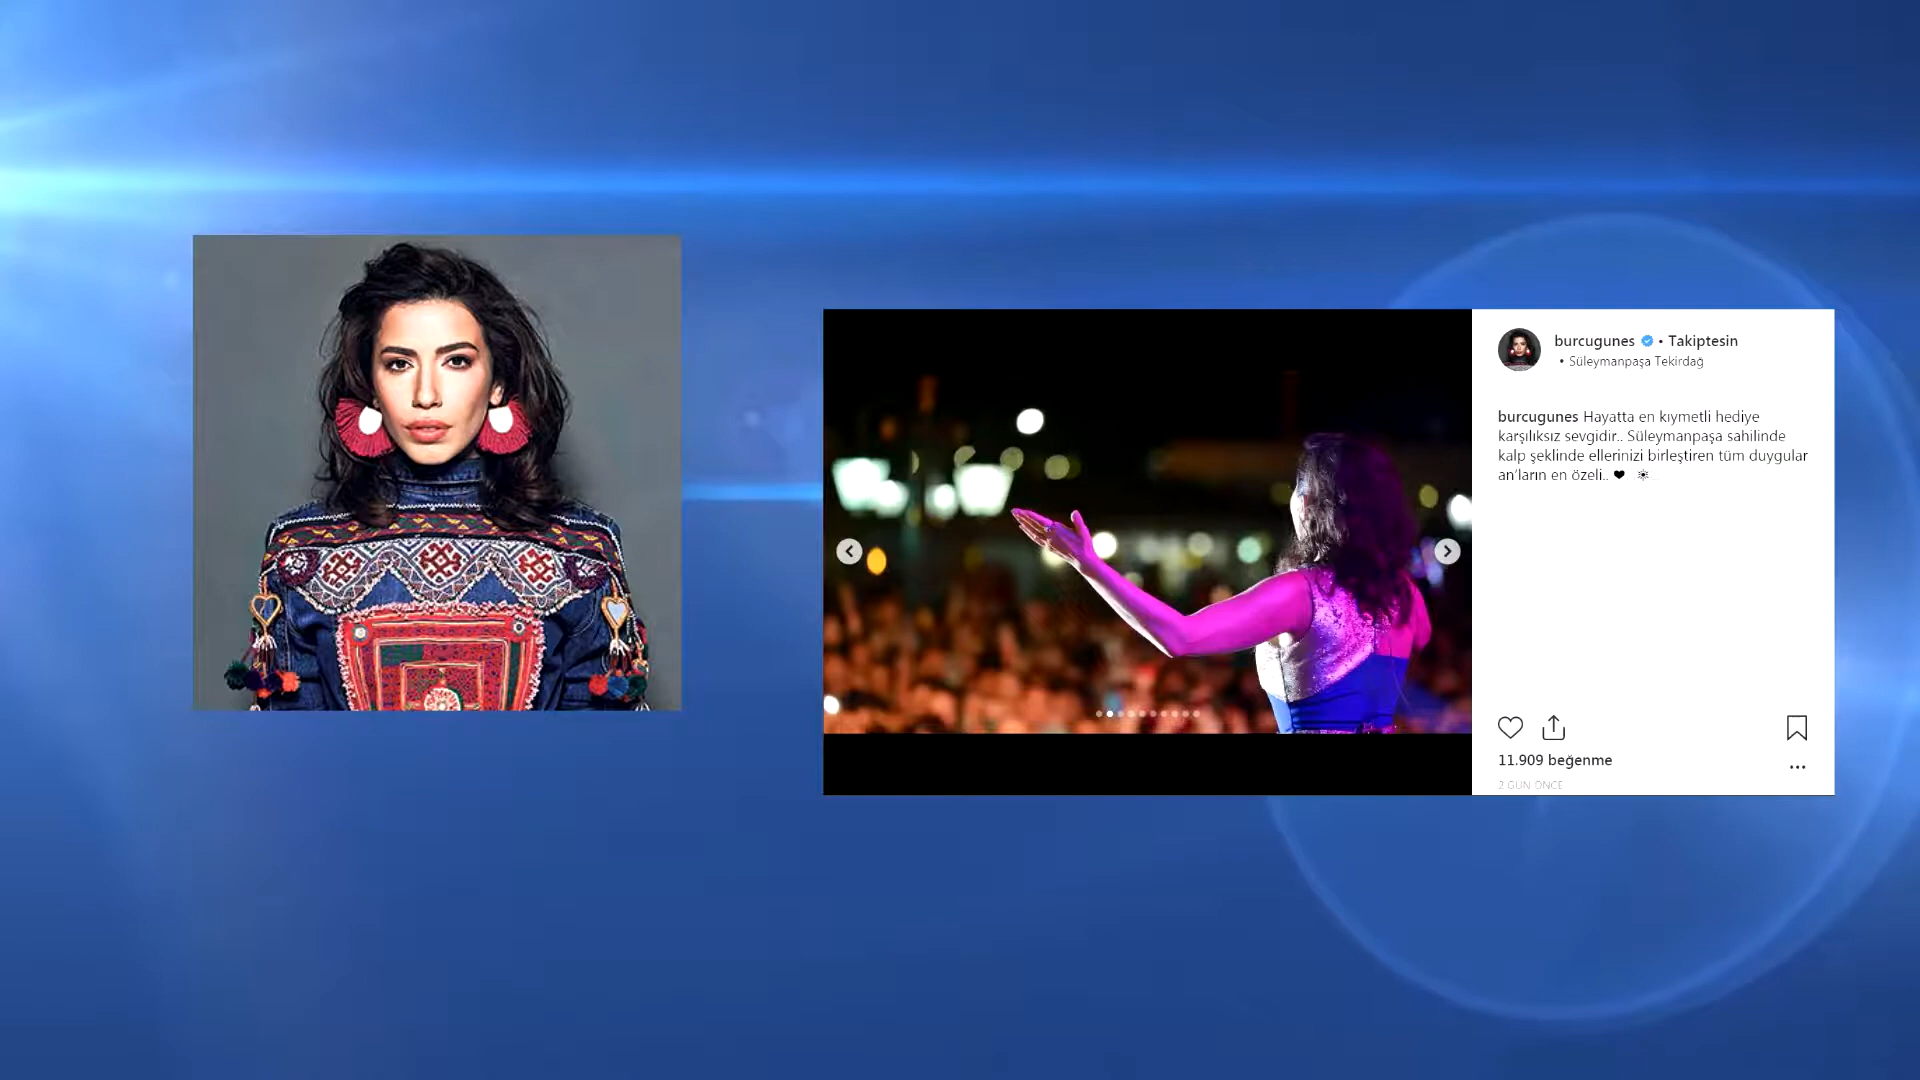 burcugunes • Takiptesin
• Süleymanpaşa Tekirdağ
burcugunes Hayatta en kıymetli hediye
karşılıksız sevgidir.. Süleymanpaşa sahilinde
kalp şeklinde ellerinizi birleştiren tüm duygular
an’ların en özeli.. ♥ ☀
11.909 beğenme
2 GÜN ÖNCE